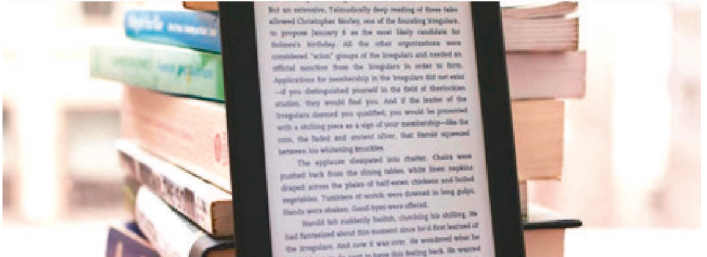 But an extensive, Talmudically deep reading of these tales
allowed Christopher Morley, one of the founding Irregulars,
to propose January 6 as the most likely candidate for
Holmes's birthday. All the other organizations were
considered "scion" groups of the Irregulars and needed an
official sanction from the Irregulars in order to form.
Applications for membership in the Irregulars did not exist
—if you distinguished yourself in the field of Sherlockian
studies, they would find you. And if the leader of the
Irregulars deemed you qualified, you would be presented
with a shilling piece as a sign of your membership—like the
coin, the faded and ancient silver, that Harold squeezed
between his whitening knuckles.
The applause dissipated into chatter. Chairs were
pushed back from the dining tables. White linen napkins
draped across the plates of half-eaten chickens and boiled
vegetables. Tumblers of scotch were downed in long gulps.
Hands were shaken. Good-byes were offered.
Harold felt suddenly foolish, clutching his shilling. He
had fantasized about this moment since he'd first learned of
the Irregulars. And now it was over. He wondered what he
to have this feeling back. He wanted